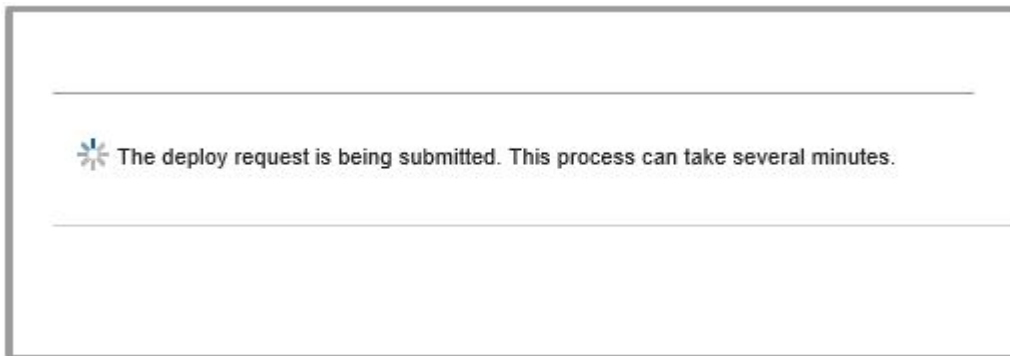 The deploy request is being submitted. This process can take several minutes.